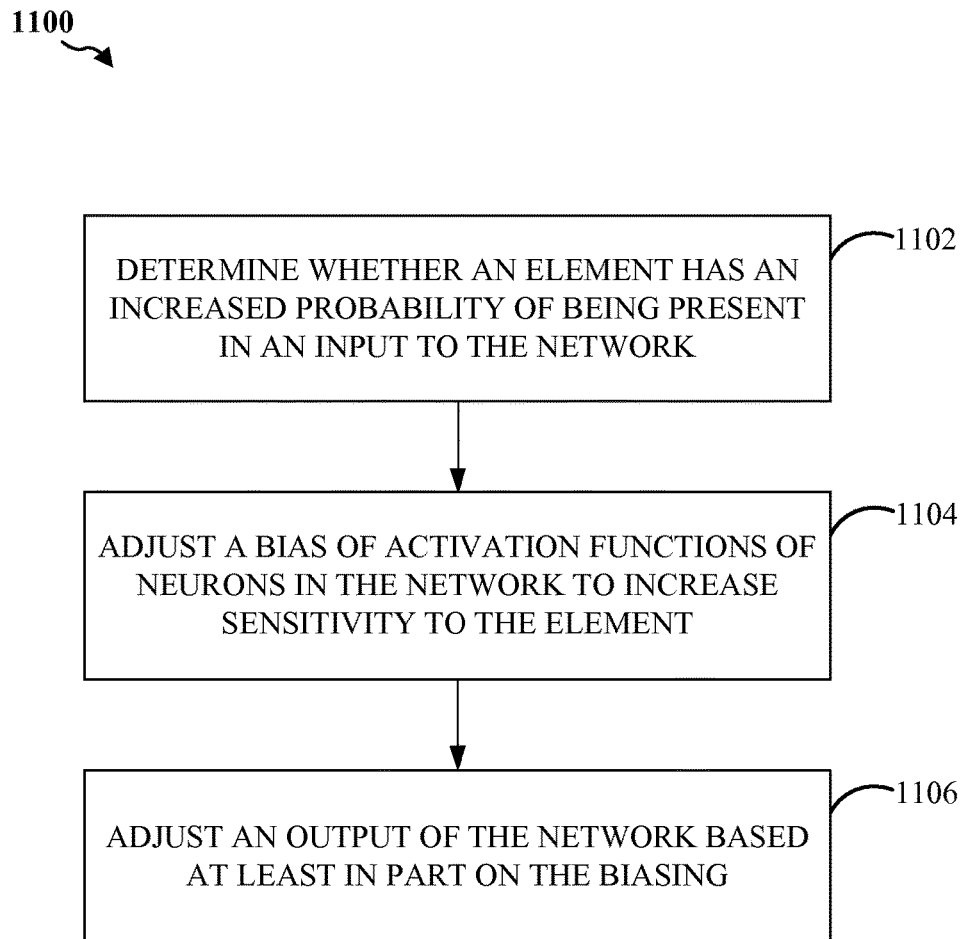 1100
DETERMINE WHETHER AN ELEMENT HAS AN
INCREASED PROBABILITY OF BEING PRESENT
IN AN INPUT TO THE NETWORK
1102
ADJUST A BIAS OF ACTIVATION FUNCTIONS OF
NEURONS IN THE NETWORK TO INCREASE
SENSITIVITY TO THE ELEMENT
1104
ADJUST AN OUTPUT OF THE NETWORK BASED
AT LEAST IN PART ON THE BIASING
1106